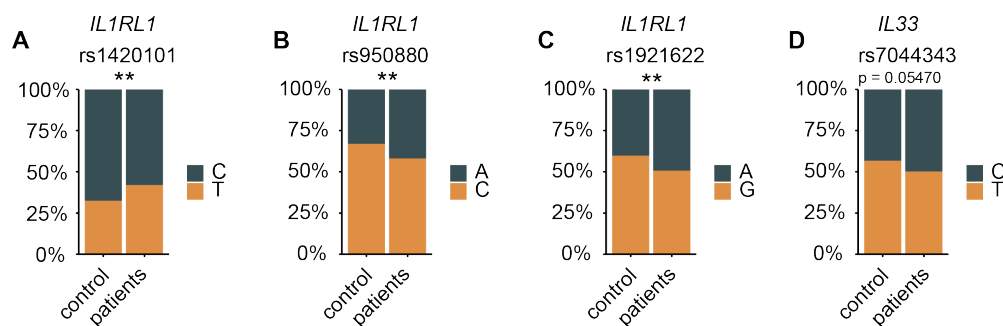 A
IL1RL1
rs1420101
**
100%
75%
50%
25%
0%
control
patients
C
T
B
IL1RL1
rs950880
**
100%
75%
50%
25%
0%
control
patients
A
C
C
IL1RL1
rs1921622
**
100%
75%
50%
25%
0%
control
patients
A
G
D
IL33
rs7044343
p = 0.05470
100%
75%
50%
25%
0%
control
patients
C
T